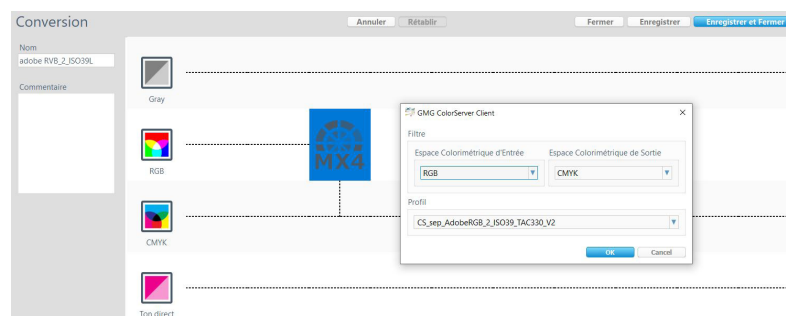 Conversion
Annuler
Rétablir
Fermer
Enregistrer
Enregistrer et Fermer
Nom
adobe RVB_2_ISO39L
Commentaire
Gray
RGB
MX4
CMYK
Ton direct
GMG ColorServer Client
Filtre
Espace Colorimétrique d'Entrée
Espace Colorimétrique de Sortie
RGB
CMYK
Profil
CS_sep_AdobeRGB_2_ISO39_TAC330_V2
OK
Cancel